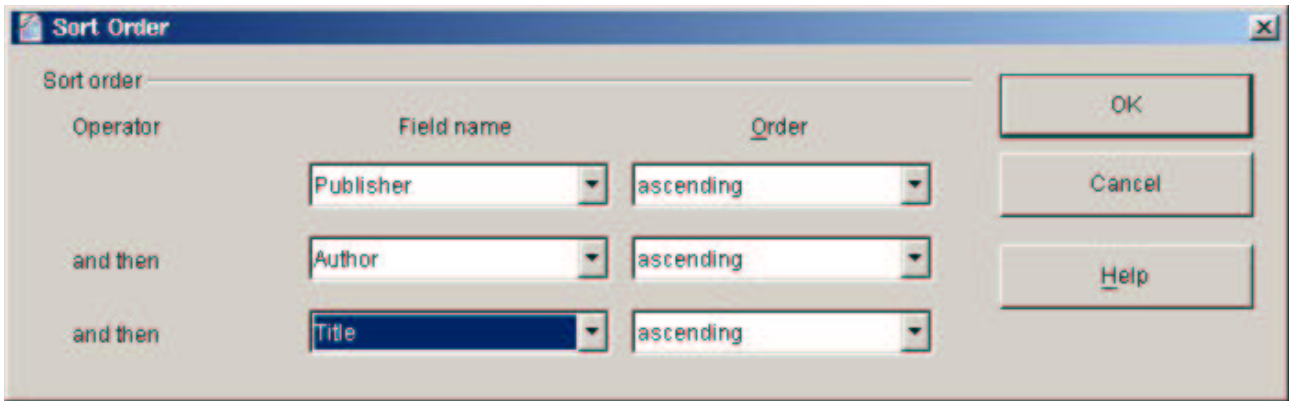 Sort Order
Sort order
Operator Field name Order
OK
Publisher ascending
Cancel
and then Author ascending
Help
and then Title ascending